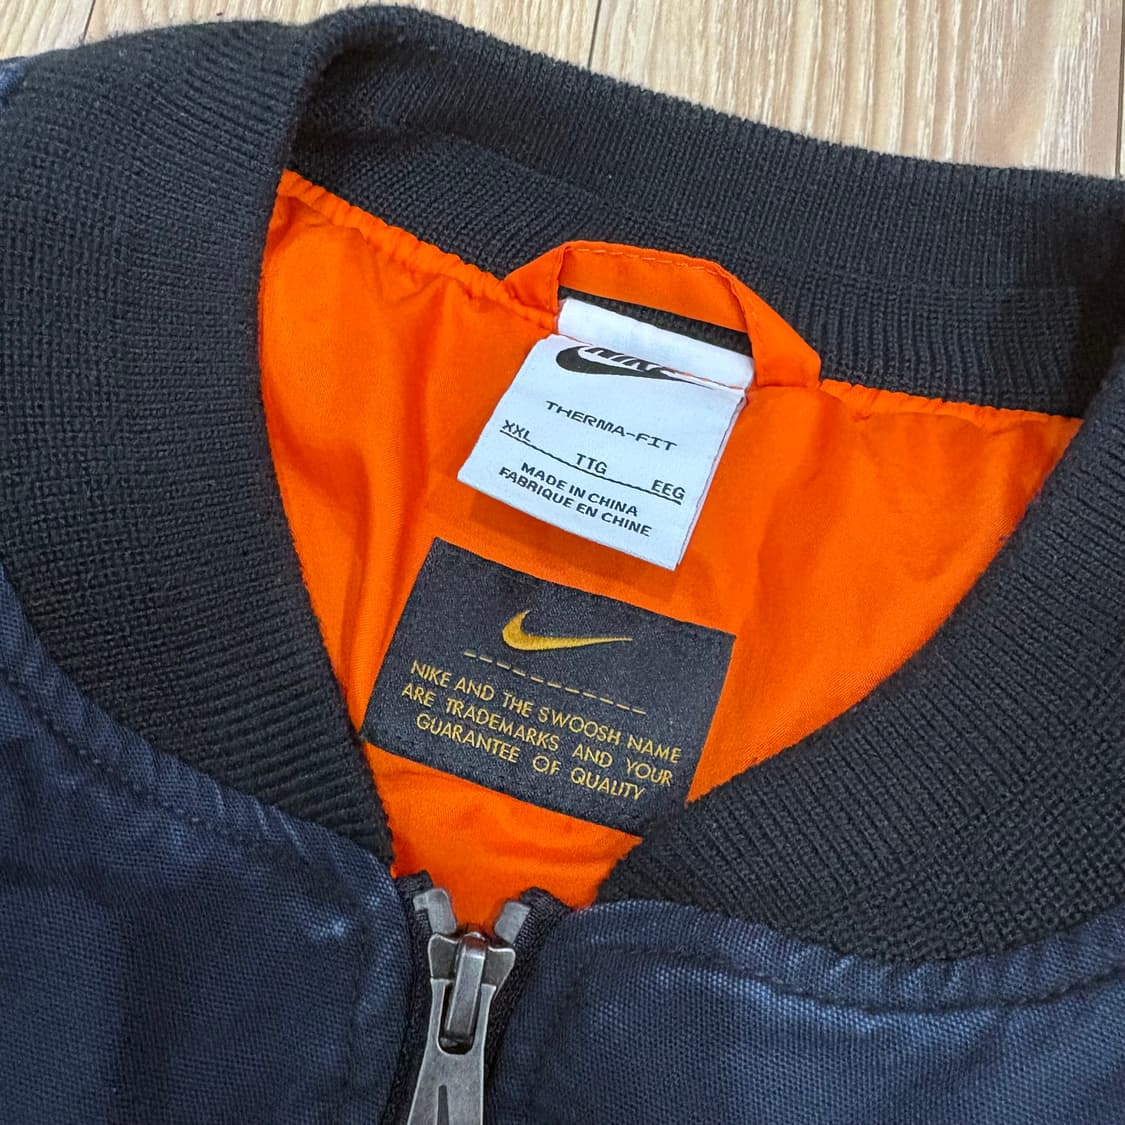 NIKE
THERMA-FIT
XXL TTG EEG
MADE IN CHINA
FABRIQUE EN CHINE
NIKE AND THE SWOOSH NAME
ARE TRADEMARKS AND YOUR
GUARANTEE OF QUALITY